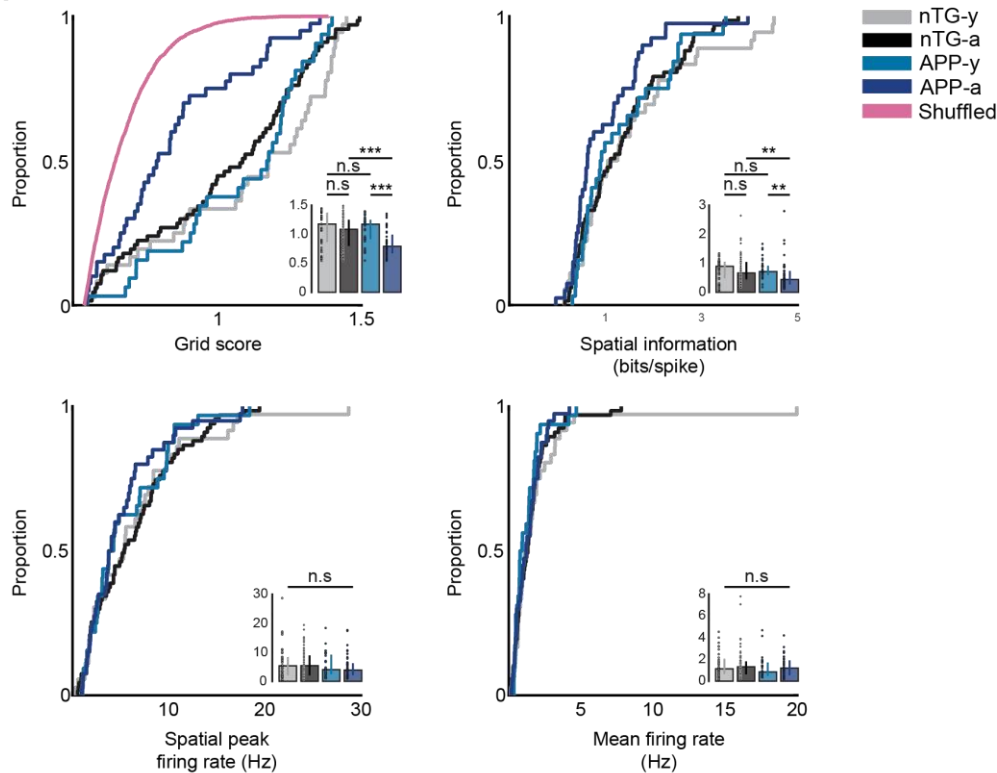 nTG-y
nTG-a
APP-y
APP-a
Shuffled
1
Proportion
0.5
0
1
1.5
Grid score
***
n.s
n.s
***
1.5
1.0
0.5
0
1
Proportion
0.5
0
1
3
5
Spatial information
(bits/spike)
**
n.s
n.s
**
3
2
1
0
1
Proportion
0.5
0
10
20
30
Spatial peak
firing rate (Hz)
n.s
30
20
10
0
1
Proportion
0.5
0
5
10
15
20
Mean firing rate
(Hz)
n.s
8
6
4
2
0